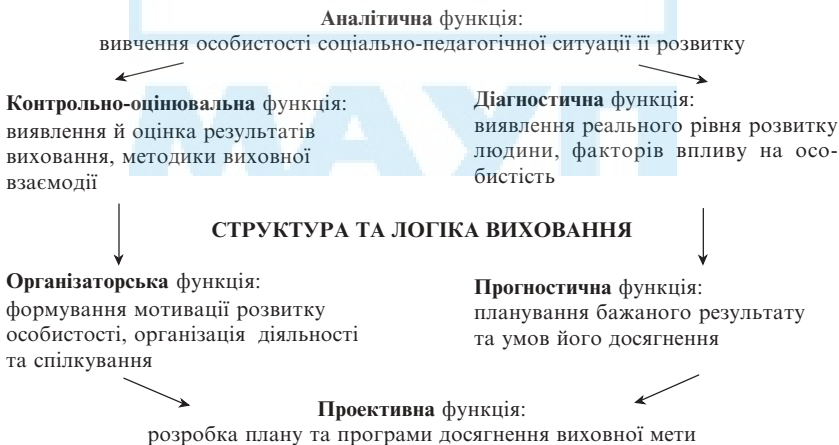 Аналітична функція:
вивчення особистості соціально-педагогічної ситуації її розвитку
Контрольно-оцінювальна функція:
виявлення й оцінка результатів
виховання, методики виховної
взаємодії
Діагностична функція:
виявлення реального рівня розвитку
людини, факторів впливу на осо-
бистість
МАУП
СТРУКТУРА ТА ЛОГІКА ВИХОВАННЯ
Організаторська функція:
формування мотивації розвитку
особистості, організація діяльності
та спілкування
Прогностична функція:
планування бажаного результату
та умов його досягнення
Проективна функція:
розробка плану та програми досягнення виховної мети